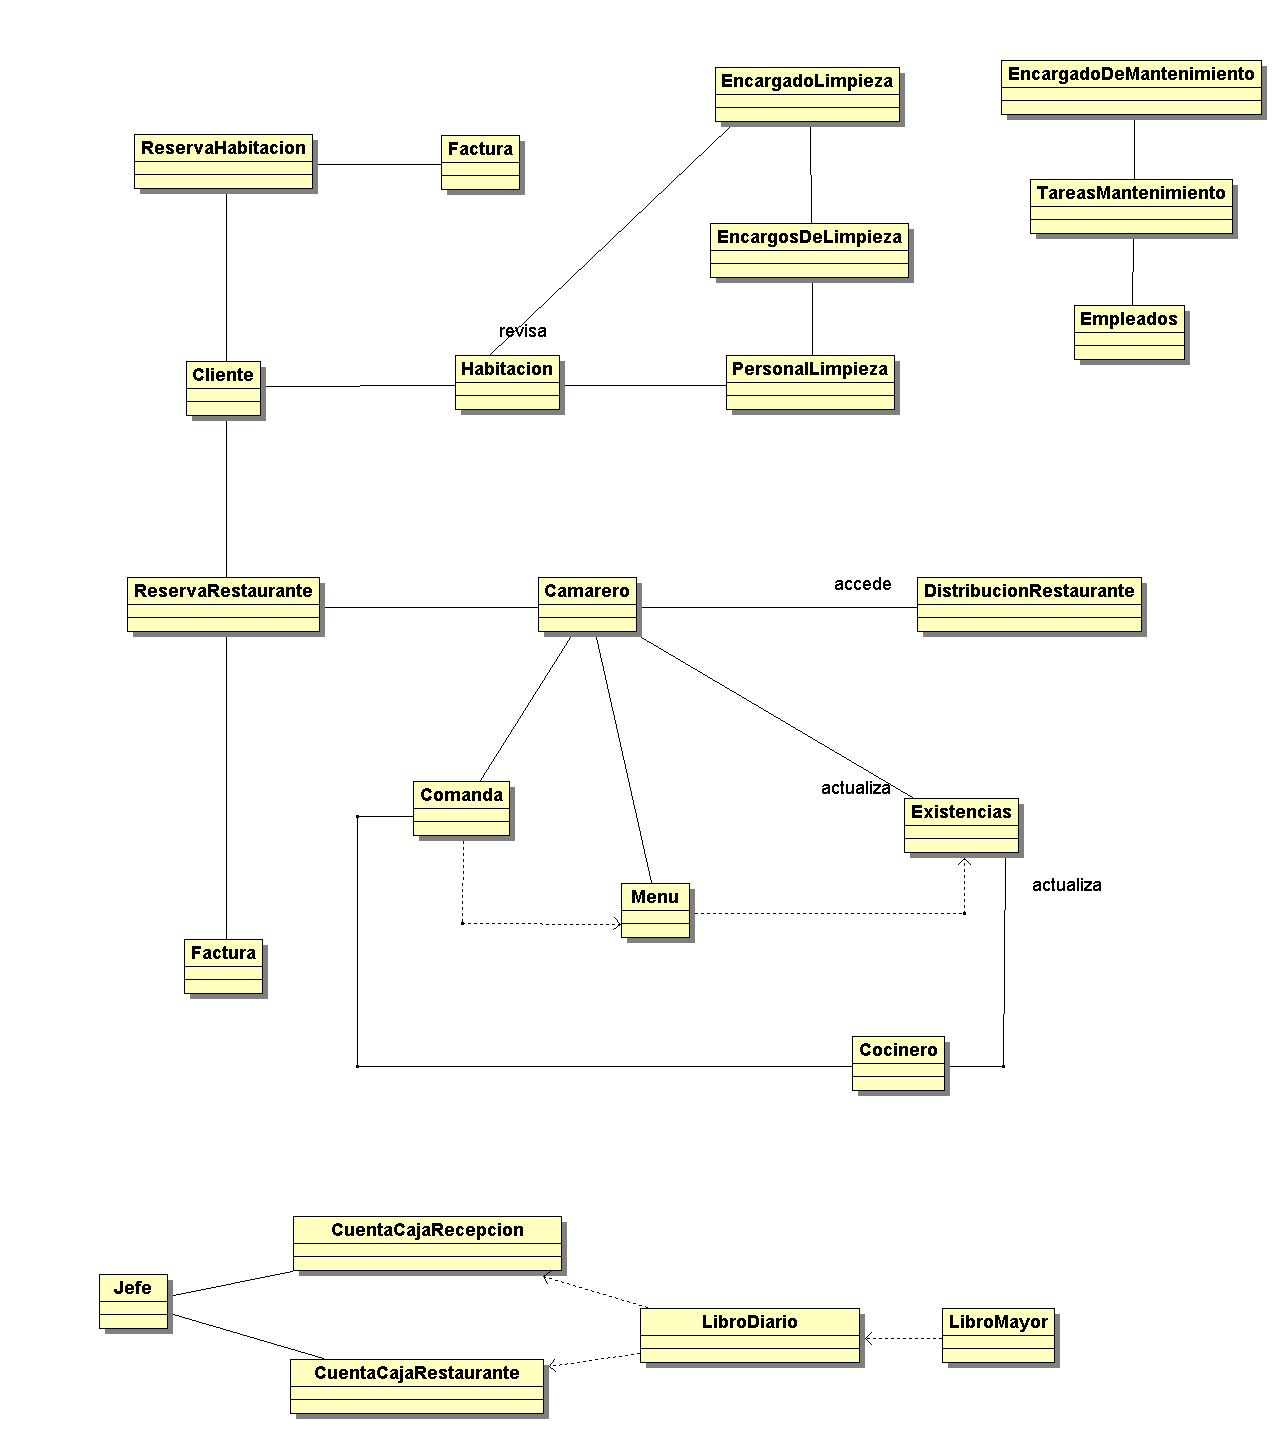 EncargadoLimpieza
EncargadoDeMantenimiento
ReservaHabitacion
Factura
TareasMantenimiento
EncargosDeLimpieza
Empleados
revisa
Cliente
Habitacion
PersonalLimpieza
ReservaRestaurante
Camarero
accede
DistribucionRestaurante
Comanda
actualiza
Existencias
Menu
actualiza
Factura
Cocinero
CuentaCajaRecepcion
Jefe
LibroDiario
LibroMayor
CuentaCajaRestaurante